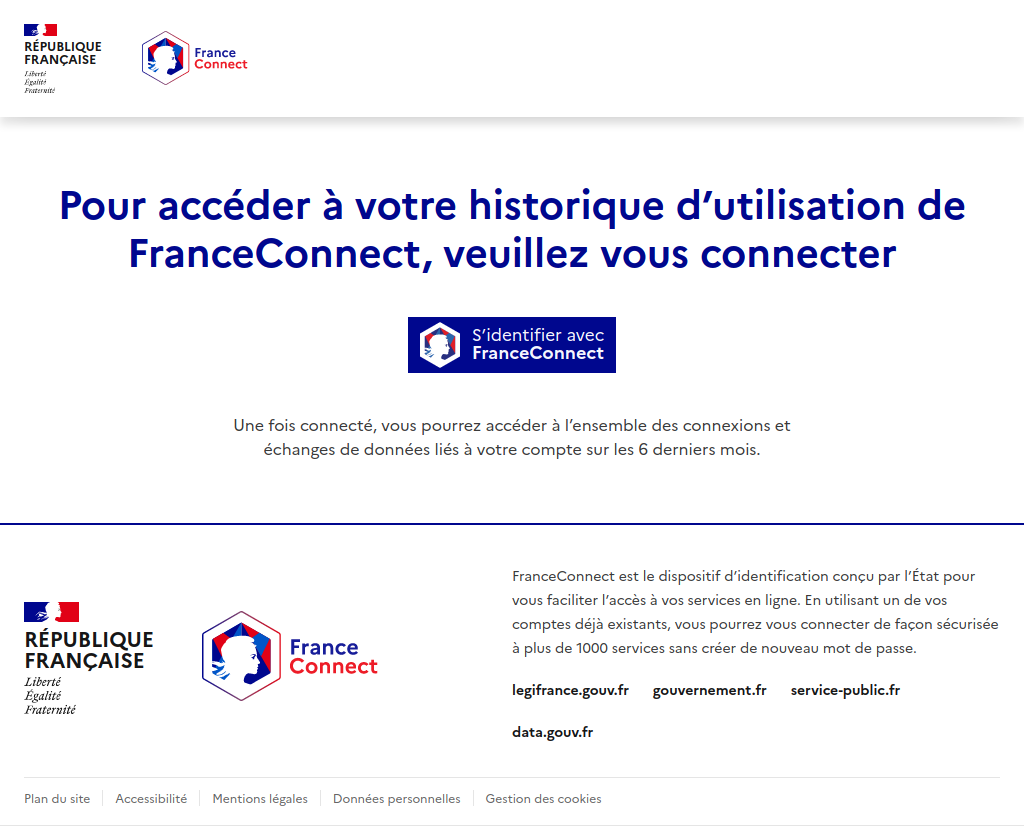 RÉPUBLIQUE
FRANÇAISE
Liberté
Égalité
Fraternité
France
Connect
Pour accéder à votre historique d’utilisation de
FranceConnect, veuillez vous connecter
S’identifier avec
FranceConnect
Une fois connecté, vous pourrez accéder à l’ensemble des connexions et
échanges de données liés à votre compte sur les 6 derniers mois.
RÉPUBLIQUE
FRANÇAISE
Liberté
Égalité
Fraternité
France
Connect
FranceConnect est le dispositif d’identification conçu par l’État pour
vous faciliter l’accès à vos services en ligne. En utilisant un de vos
comptes déjà existants, vous pourrez vous connecter de façon sécurisée
à plus de 1000 services sans créer de nouveau mot de passe.
legifrance.gouv.fr gouvernement.fr service-public.fr
data.gouv.fr
Plan du site Accessibilité Mentions légales Données personnelles Gestion des cookies